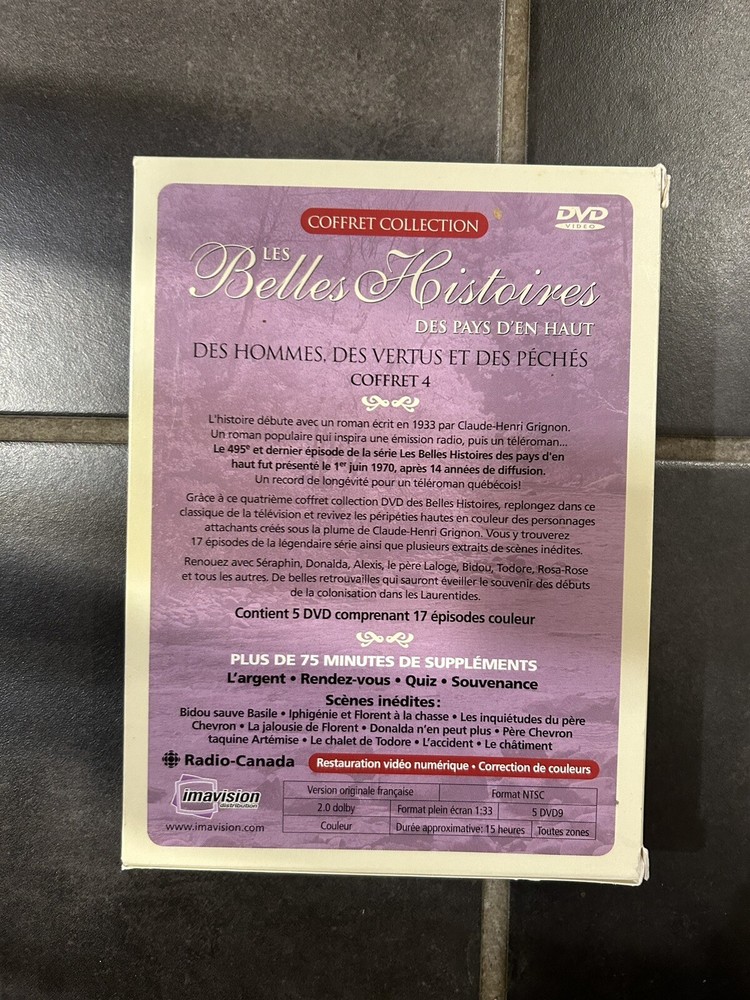 COFFRET COLLECTION
DVD
VIDEO
LES
Belles Histoires
DES PAYS D'EN HAUT
DES HOMMES, DES VERTUS ET DES PÉCHÉS
COFFRET 4
L'histoire débute avec un roman écrit en 1933 par Claude-Henri Grignon.
Un roman populaire qui inspira une émission radio, puis un téléroman...
Le 495e et dernier épisode de la série Les Belles Histoires des pays d'en
haut fut présenté le 1er juin 1970, après 14 années de diffusion.
Un record de longévité pour un téléroman québécois!
Grâce à ce quatrième coffret collection DVD des Belles Histoires, replongez dans ce
classique de la télévision et revivez les péripéties hautes en couleur des personnages
attachants créés sous la plume de Claude-Henri Grignon. Vous y trouverez
17 épisodes de la légendaire série ainsi que plusieurs extraits de scènes inédites.
Renouez avec Séraphin, Donalda, Alexis, le père Laloge, Bidou, Todore, Rosa-Rose
et tous les autres. De belles retrouvailles qui sauront éveiller le souvenir des débuts
de la colonisation dans les Laurentides.
Contient 5 DVD comprenant 17 épisodes couleur
PLUS DE 75 MINUTES DE SUPPLÉMENTS
L'argent • Rendez-vous • Quiz • Souvenance
Scènes inédites:
Bidou sauve Basile • Iphigénie et Florent à la chasse • Les inquiétudes du père
Chevron • La jalousie de Florent • Donalda n'en peut plus • Père Chevron
taquine Artémise • Le chalet de Todore • L'accident • Le châtiment
Radio-Canada
Restauration vidéo numérique • Correction de couleurs
imavision
distribution
www.imavision.com
Version originale française
Format NTSC
2.0 dolby
Format plein écran 1:33
5 DVD9
Couleur
Durée approximative: 15 heures
Toutes zones